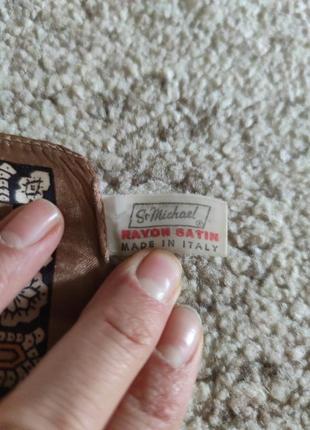 St Michael ®
RAYON SATIN
MADE IN ITALY